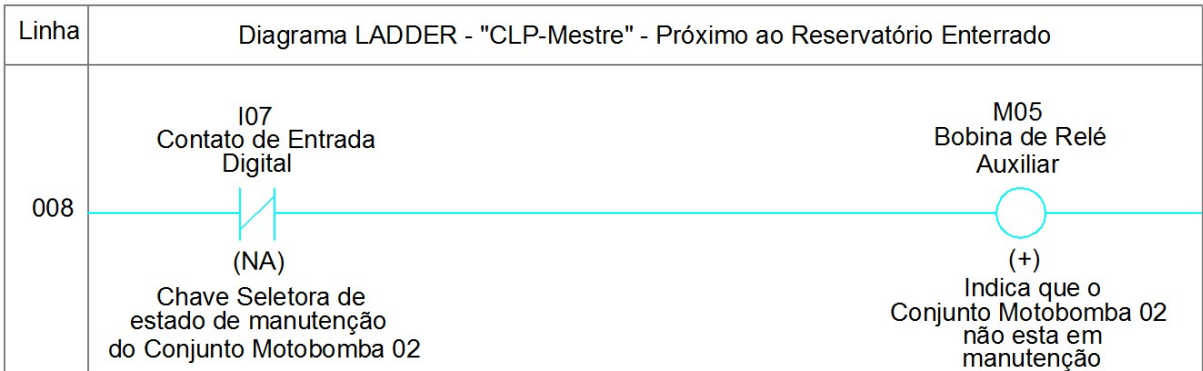 Linha
Diagrama LADDER - "CLP-Mestre" - Próximo ao Reservatório Enterrado
008
I07
Contato de Entrada
Digital
(NA)
Chave Seletora de
estado de manutenção
do Conjunto Motobomba 02
M05
Bobina de Relé
Auxiliar
(+)
Indica que o
Conjunto Motobomba 02
não esta em
manutenção